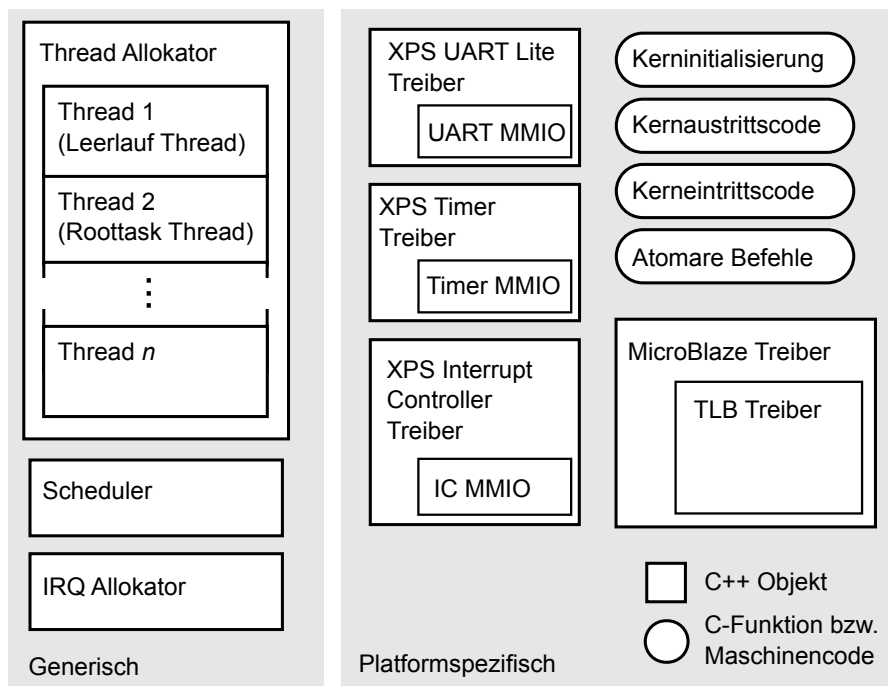 Thread Allokator
Thread 1
(Leerlauf Thread)
Thread 2
(Roottask Thread)
⋮
Thread n
Scheduler
IRQ Allokator
Generisch
XPS UART Lite
Treiber
UART MMIO
XPS Timer
Treiber
Timer MMIO
XPS Interrupt
Controller
Treiber
IC MMIO
Kerninitialisierung
Kernaustrittscode
Kerneintrittscode
Atomare Befehle
MicroBlaze Treiber
TLB Treiber
C++ Objekt
C-Funktion bzw.
Maschinencode
Platformspezifisch